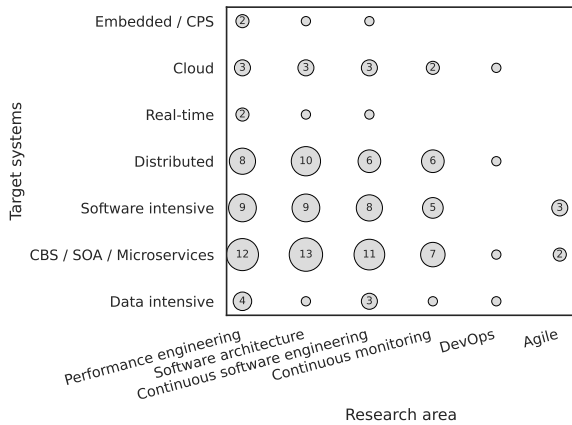 Embedded / CPS
2
Cloud
3 3 3 2
Real-time
2
Distributed
8 10 6 6
Software intensive
9 9 8 5 3
CBS / SOA / Microservices
12 13 11 7 2
Data intensive
4 3
Target systems
Performance engineering
Software architecture
Continuous software engineering
Continuous monitoring
DevOps
Agile
Research area